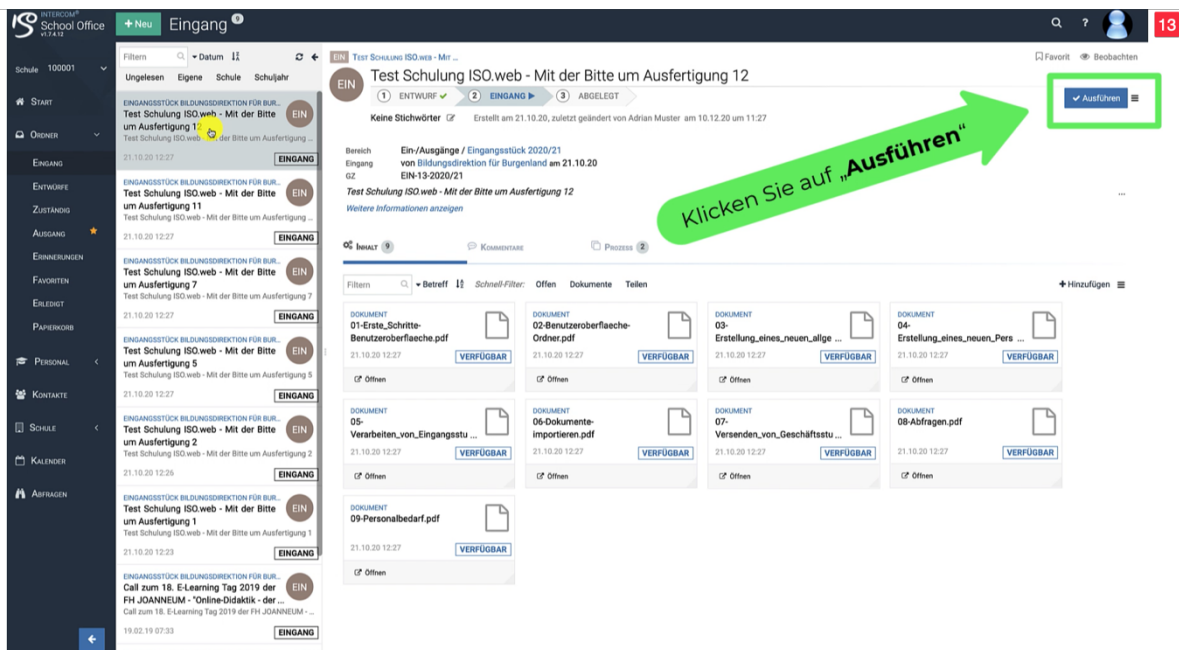 INTERCOM®
School Office
v1.7.4.12
+ Neu
Eingang 9
?
13
Schule 100001
START
ORDNER
EINGANG
ENTWÜRFE
ZUSTÄNDIG
AUSGANG
ERINNERUNGEN
FAVORITEN
ERLEDIGT
PAPIERKORB
PERSONAL
KONTAKTE
SCHULE
KALENDER
ABFRAGEN
Filtern
Datum
Ungelesen Eigene Schule Schuljahr
EINGANGSSTÜCK BILDUNGSDIREKTION FÜR BUR...
Test Schulung ISO.web - Mit der Bitte
um Ausfertigung 12
EIN
Test Schulung ISO.web - Mit der Bitte um Ausfertigung ...
21.10.20 12:27
EINGANG
EINGANGSSTÜCK BILDUNGSDIREKTION FÜR BUR...
Test Schulung ISO.web - Mit der Bitte
um Ausfertigung 11
EIN
Test Schulung ISO.web - Mit der Bitte um Ausfertigung ...
21.10.20 12:27
EINGANG
EINGANGSSTÜCK BILDUNGSDIREKTION FÜR BUR...
Test Schulung ISO.web - Mit der Bitte
um Ausfertigung 7
EIN
Test Schulung ISO.web - Mit der Bitte um Ausfertigung 7
21.10.20 12:27
EINGANG
EINGANGSSTÜCK BILDUNGSDIREKTION FÜR BUR...
Test Schulung ISO.web - Mit der Bitte
um Ausfertigung 5
EIN
Test Schulung ISO.web - Mit der Bitte um Ausfertigung 5
21.10.20 12:27
EINGANG
EINGANGSSTÜCK BILDUNGSDIREKTION FÜR BUR...
Test Schulung ISO.web - Mit der Bitte
um Ausfertigung 2
EIN
Test Schulung ISO.web - Mit der Bitte um Ausfertigung 2
21.10.20 12:26
EINGANG
EINGANGSSTÜCK BILDUNGSDIREKTION FÜR BUR...
Test Schulung ISO.web - Mit der Bitte
um Ausfertigung 1
EIN
Test Schulung ISO.web - Mit der Bitte um Ausfertigung 1
21.10.20 12:23
EINGANG
EINGANGSSTÜCK BILDUNGSDIREKTION FÜR BUR...
Call zum 18. E-Learning Tag 2019 der
FH JOANNEUM - "Online-Didaktik - der ...
EIN
Call zum 18. E-Learning Tag 2019 der FH JOANNEUM - ...
19.02.19 07:33
EINGANG
EIN TEST SCHULUNG ISO.WEB - MIT ...
Favorit Beobachten
EIN
Test Schulung ISO.web - Mit der Bitte um Ausfertigung 12
1 ENTWURF 2 EINGANG 3 ABGELEGT
Ausführen
Keine Stichwörter Erstellt am 21.10.20, zuletzt geändert von Adrian Muster am 10.12.20 um 11:27
Bereich Ein-/Ausgänge / Eingangsstück 2020/21
Eingang von Bildungsdirektion für Burgenland am 21.10.20
GZ EIN-13-2020/21
Test Schulung ISO.web - Mit der Bitte um Ausfertigung 12
...
Weitere Informationen anzeigen
Klicken Sie auf „Ausführen“
INHALT 9 KOMMENTARE PROZESS 2
Filtern Betreff Schnell-Filter: Offen Dokumente Teilen + Hinzufügen
DOKUMENT
01-Erste_Schritte-
Benutzeroberflaeche.pdf
21.10.20 12:27 VERFÜGBAR
Öffnen
DOKUMENT
02-Benutzeroberflaeche-
Ordner.pdf
21.10.20 12:27 VERFÜGBAR
Öffnen
DOKUMENT
03-
Erstellung_eines_neuen_allge ...
21.10.20 12:27 VERFÜGBAR
Öffnen
DOKUMENT
04-
Erstellung_eines_neuen_Pers ...
21.10.20 12:27 VERFÜGBAR
Öffnen
DOKUMENT
05-
Verarbeiten_von_Eingangsstu ...
21.10.20 12:27 VERFÜGBAR
Öffnen
DOKUMENT
06-Dokumente-
importieren.pdf
21.10.20 12:27 VERFÜGBAR
Öffnen
DOKUMENT
07-
Versenden_von_Geschäftsstu ...
21.10.20 12:27 VERFÜGBAR
Öffnen
DOKUMENT
08-Abfragen.pdf
21.10.20 12:27 VERFÜGBAR
Öffnen
DOKUMENT
09-Personalbedarf.pdf
21.10.20 12:27 VERFÜGBAR
Öffnen